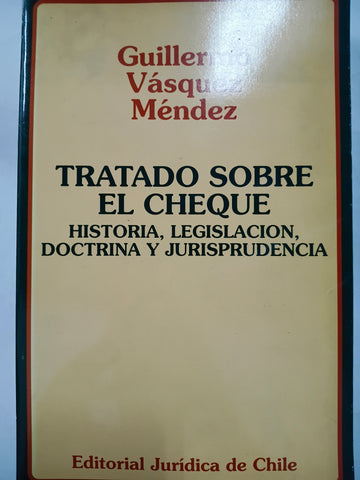 Guillermo
Vásquez
Méndez
TRATADO SOBRE
EL CHEQUE
HISTORIA, LEGISLACION,
DOCTRINA Y JURISPRUDENCIA
Editorial Jurídica de Chile